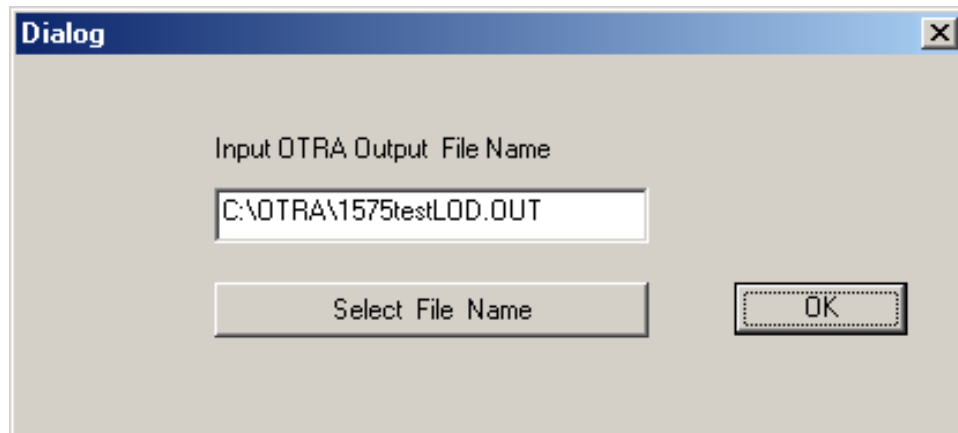 Dialog
Input OTRA Output File Name
C:\OTRA\1575testLOD.OUT
Select File Name
OK